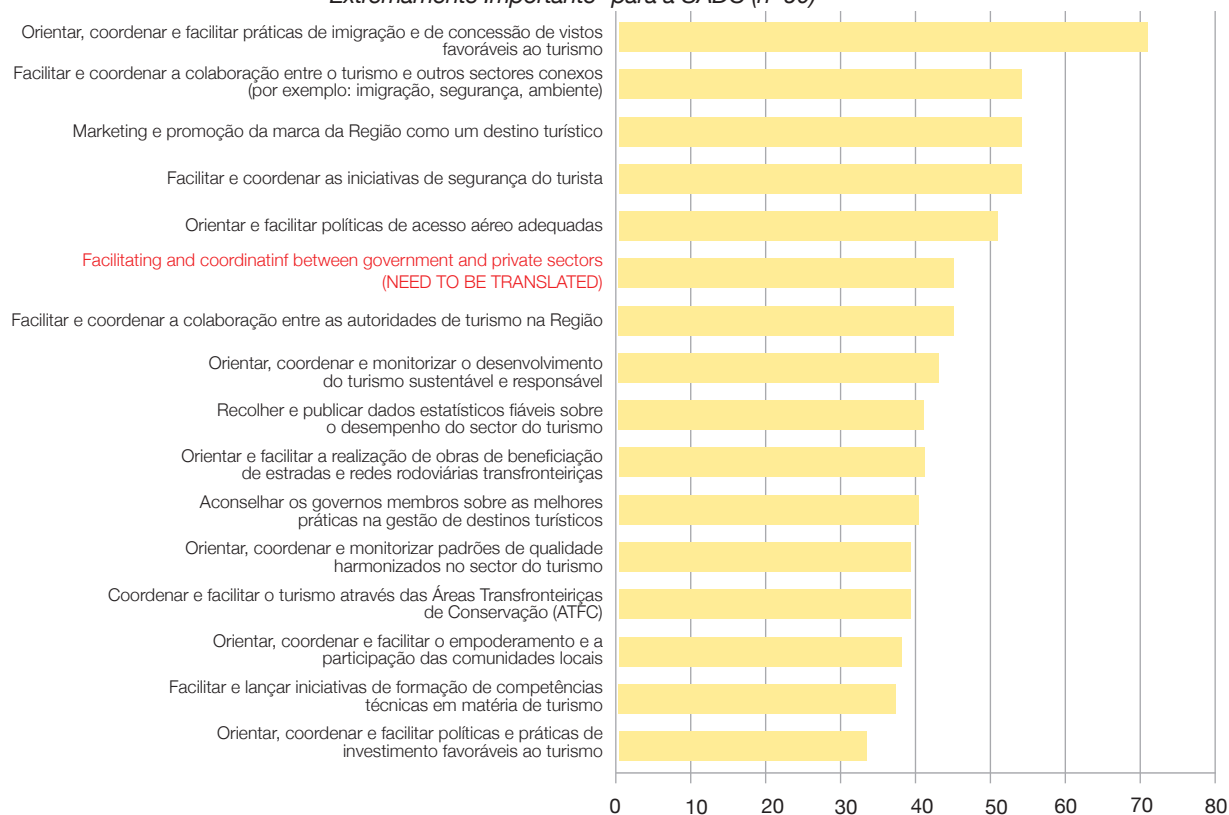 Extremamente importante" para a SADC (n=
Orientar, coordenar e facilitar práticas de imigração e de concessão de vistos
favoráveis ao turismo
Facilitar e coordenar a colaboração entre o turismo e outros sectores conexos
(por exemplo: imigração, segurança, ambiente)
Marketing e promoção da marca da Região como um destino turístico
Facilitar e coordenar as iniciativas de segurança do turista
Orientar e facilitar políticas de acesso aéreo adequadas
Facilitating and coordinatinf between government and private sectors
(NEED TO BE TRANSLATED)
Facilitar e coordenar a colaboração entre as autoridades de turismo na Região
Orientar, coordenar e monitorizar o desenvolvimento
do turismo sustentável e responsável
Recolher e publicar dados estatísticos fiáveis sobre
o desempenho do sector do turismo
Orientar e facilitar a realização de obras de beneficiação
de estradas e redes rodoviárias transfronteiriças
Aconselhar os governos membros sobre as melhores
práticas na gestão de destinos turísticos
Orientar, coordenar e monitorizar padrões de qualidade
harmonizados no sector do turismo
Coordenar e facilitar o turismo através das Áreas Transfronteiriças
de Conservação (ATFC)
Orientar, coordenar e facilitar o empoderamento e a
participação das comunidades locais
Facilitar e lançar iniciativas de formação de competências
técnicas em matéria de turismo
Orientar, coordenar e facilitar políticas e práticas de
investimento favoráveis ao turismo
0 10 20 30 40 50 60 70 80